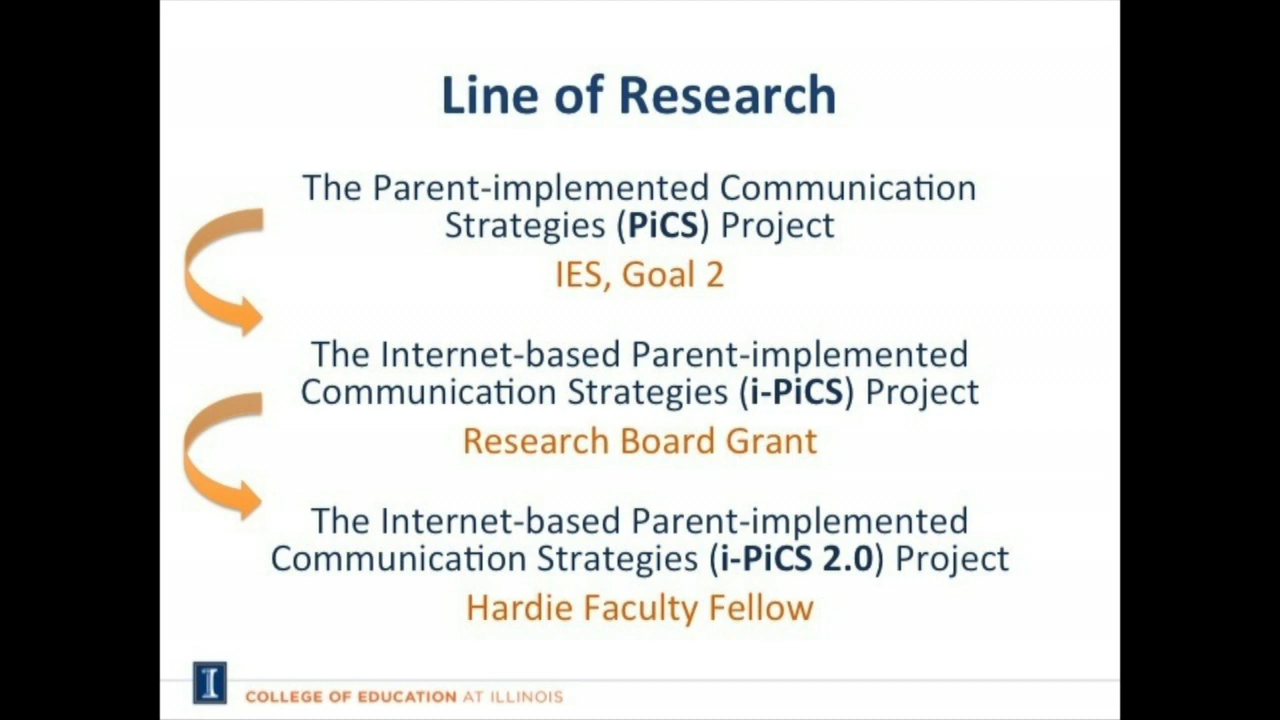 Line of Research
The Parent-implemented Communication
Strategies (PiCS) Project
IES, Goal 2
The Internet-based Parent-implemented
Communication Strategies (i-PiCS) Project
Research Board Grant
The Internet-based Parent-implemented
Communication Strategies (i-PiCS 2.0) Project
Hardie Faculty Fellow
I
COLLEGE OF EDUCATION AT ILLINOIS